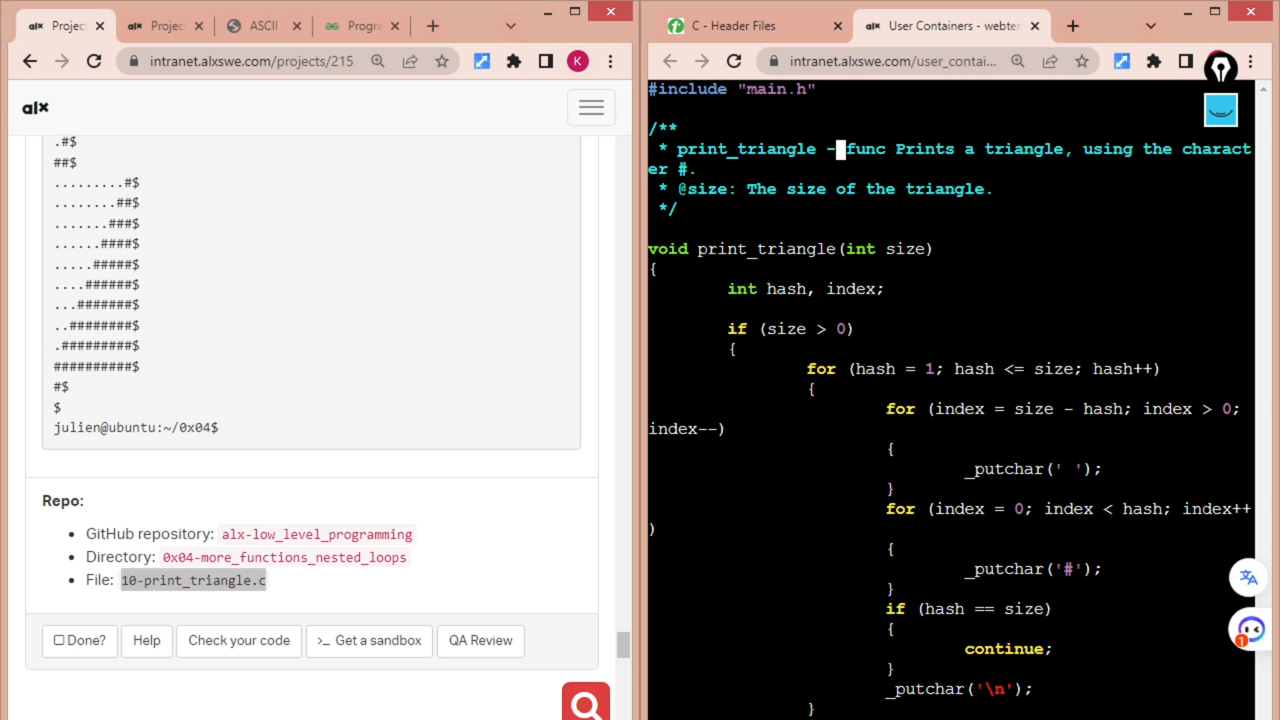 Projec
Projec
ASCII
Progra
intranet.alxswe.com/projects/215
K
alx
.#$
##$
.........#$
........##$
.......###$
......####$
.....#####$
....######$
...#######$
..########$
.#########$
##########$
#$
$
julien@ubuntu:~/0x04$
Repo:
GitHub repository: alx-low_level_programming
Directory: 0x04-more_functions_nested_loops
File: 10-print_triangle.c
Done?
Help
Check your code
>_ Get a sandbox
QA Review
C - Header Files
User Containers - webter
intranet.alxswe.com/user_contai...
#include "main.h"
/**
* print_triangle - func Prints a triangle, using the charact
er #.
* @size: The size of the triangle.
*/
void print_triangle(int size)
{
int hash, index;
if (size > 0)
{
for (hash = 1; hash <= size; hash++)
{
for (index = size - hash; index > 0;
index--)
{
_putchar(' ');
}
for (index = 0; index < hash; index++
)
{
_putchar('#');
}
if (hash == size)
{
continue;
}
_putchar('\n');
}
1